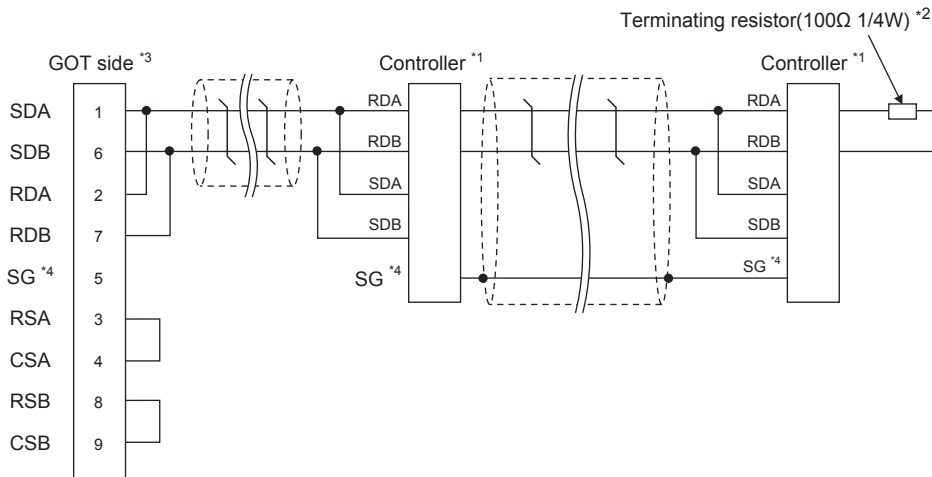 Terminating resistor(100Ω 1/4W) *2
GOT side *3
Controller *1
Controller *1
SDA 1
SDB 6
RDA 2
RDB 7
SG *4 5
RSA 3
CSA 4
RSB 8
CSB 9
RDA
RDB
SDA
SDB
SG *4
RDA
RDB
SDA
SDB
SG *4